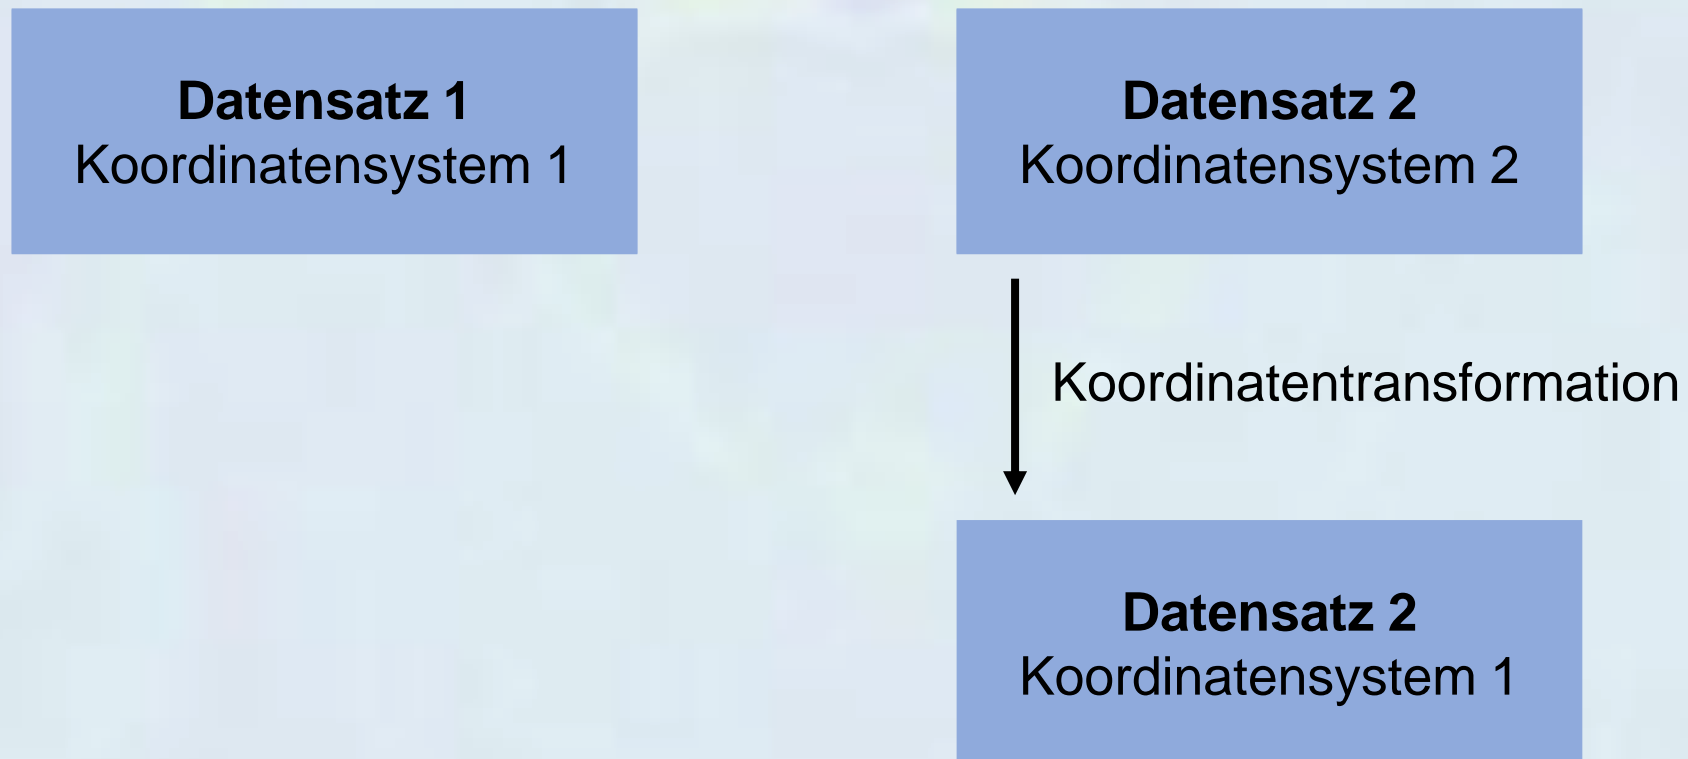 Datensatz 1
Koordinatensystem 1
Datensatz 2
Koordinatensystem 2
Koordinatentransformation
Datensatz 2
Koordinatensystem 1